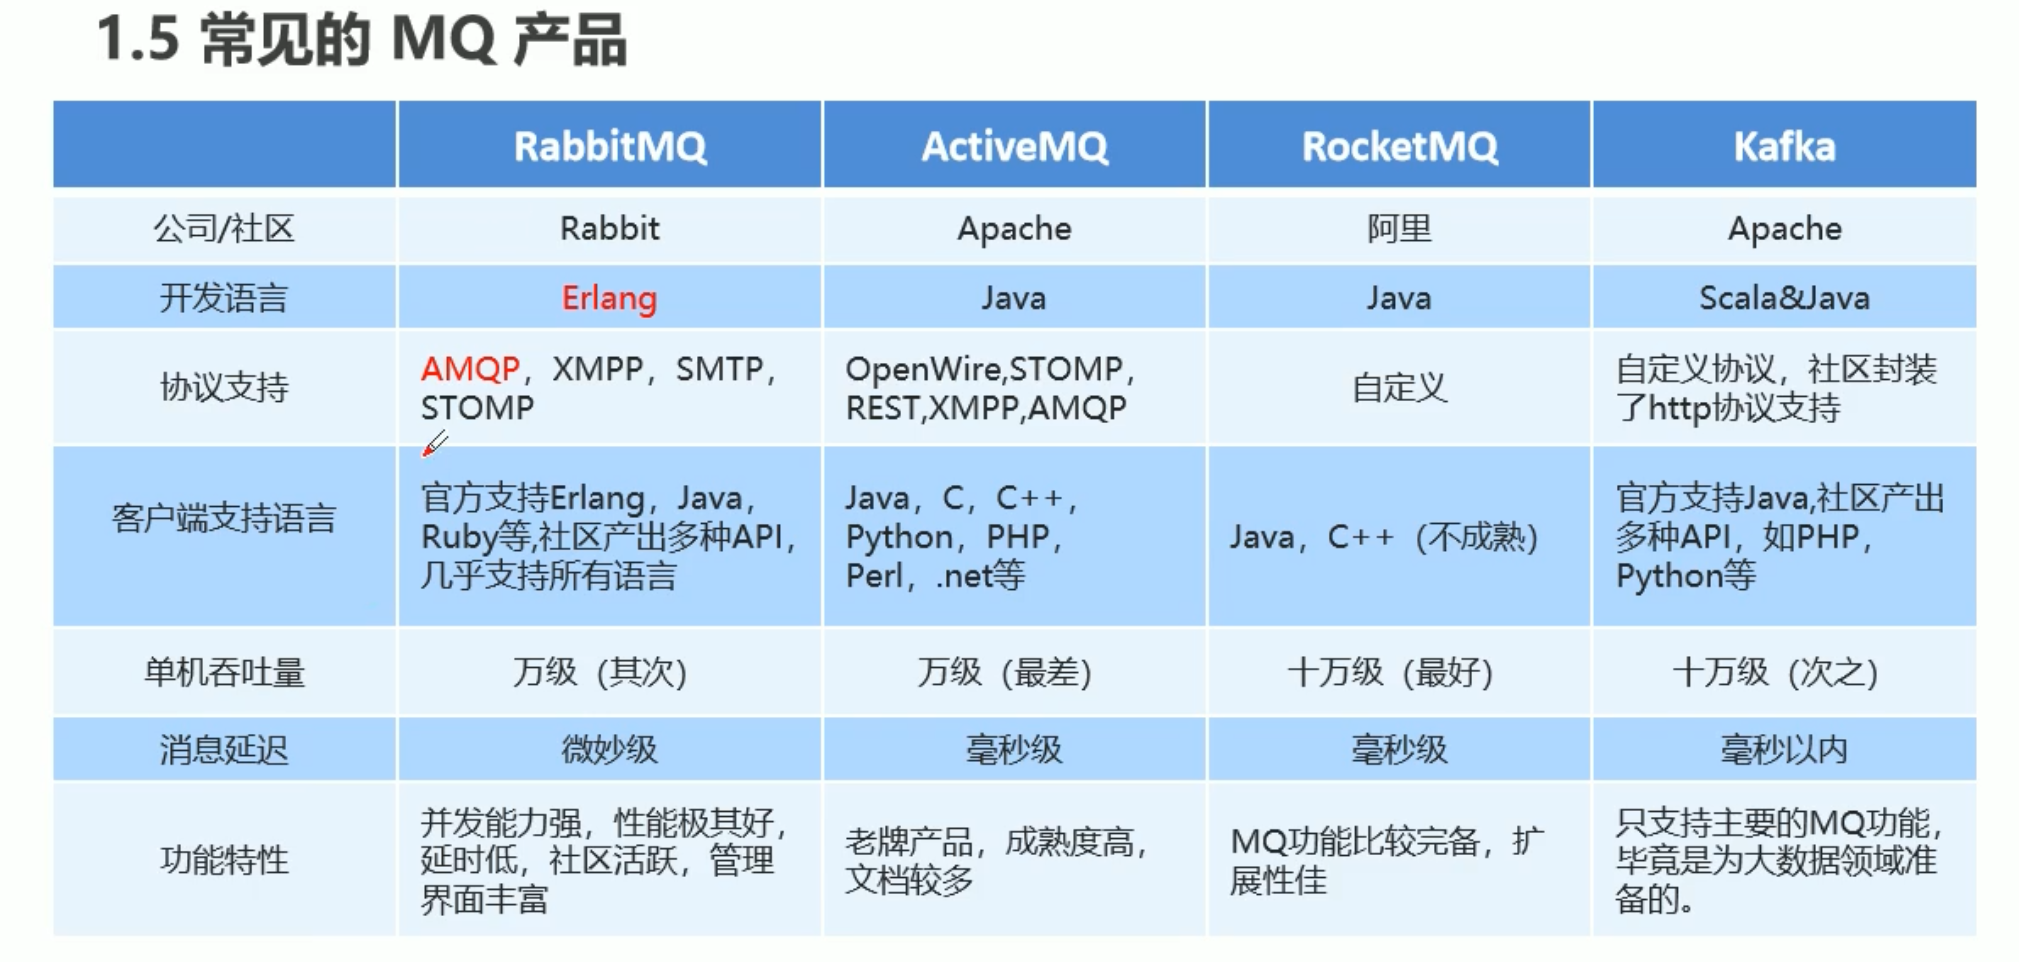 1.5 常见的 MQ 产品
RabbitMQ
ActiveMQ
RocketMQ
Kafka
公司/社区
Rabbit
Apache
阿里
Apache
开发语言
Erlang
Java
Java
Scala&Java
协议支持
AMQP，XMPP，SMTP，
STOMP
OpenWire,STOMP，
REST,XMPP,AMQP
自定义
自定义协议，社区封装
了http协议支持
客户端支持语言
官方支持Erlang，Java，
Ruby等,社区产出多种API，
几乎支持所有语言
Java，C，C++，
Python，PHP，
Perl，.net等
Java，C++（不成熟）
官方支持Java,社区产出
多种API，如PHP，
Python等
单机吞吐量
万级（其次）
万级（最差）
十万级（最好）
十万级（次之）
消息延迟
微妙级
毫秒级
毫秒级
毫秒以内
功能特性
并发能力强，性能极其好，
延时低，社区活跃，管理
界面丰富
老牌产品，成熟度高，
文档较多
MQ功能比较完备，扩
展性佳
只支持主要的MQ功能，
毕竟是为大数据领域准
备的。